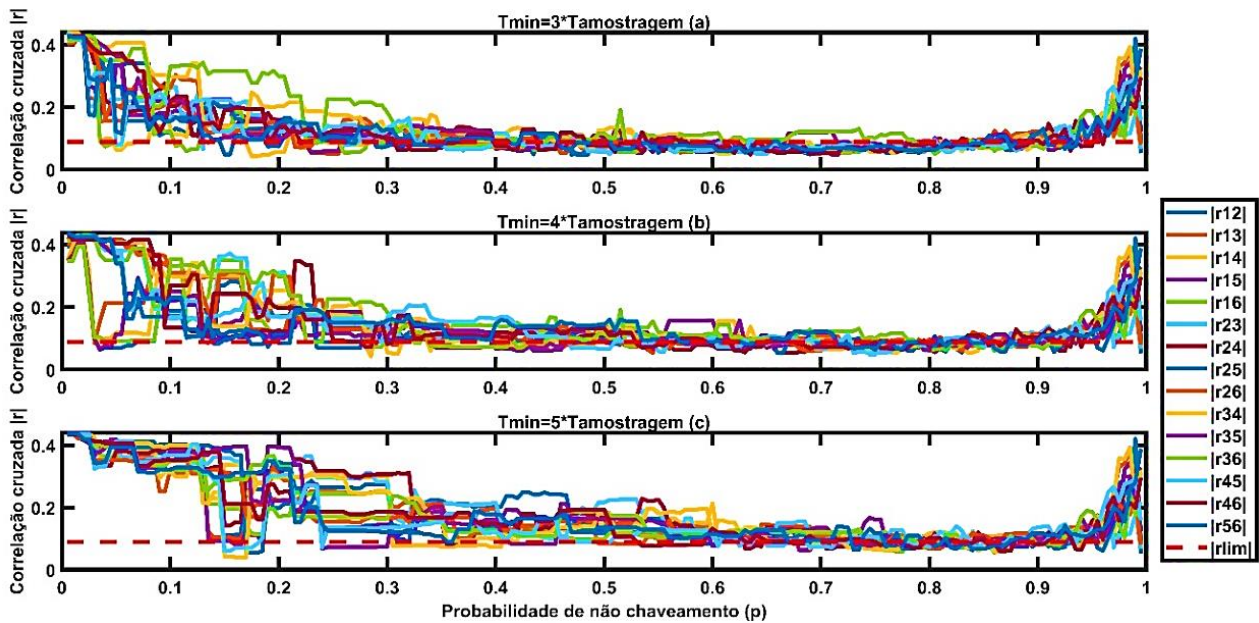 Tmin=3*Tamostragem (a)
Correlação cruzada |r|
0.4
0.2
0
0 0.1 0.2 0.3 0.4 0.5 0.6 0.7 0.8 0.9 1
Tmin=4*Tamostragem (b)
Correlação cruzada |r|
0.4
0.2
0
0 0.1 0.2 0.3 0.4 0.5 0.6 0.7 0.8 0.9 1
Tmin=5*Tamostragem (c)
Correlação cruzada |r|
0.4
0.2
0
0 0.1 0.2 0.3 0.4 0.5 0.6 0.7 0.8 0.9 1
Probabilidade de não chaveamento (p)
|r12|
|r13|
|r14|
|r15|
|r16|
|r23|
|r24|
|r25|
|r26|
|r34|
|r35|
|r36|
|r45|
|r46|
|r56|
|rlim|